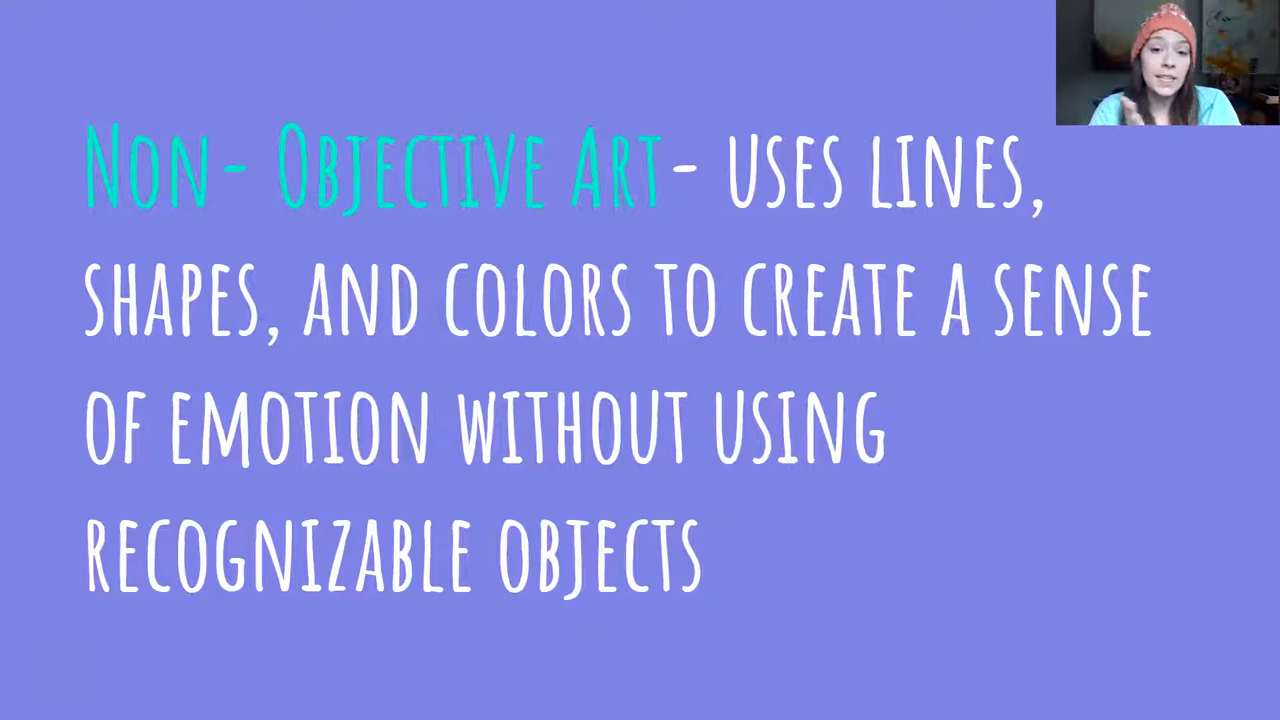 Non- Objective Art- uses lines,
shapes, and colors to create a sense
of emotion without using
recognizable objects